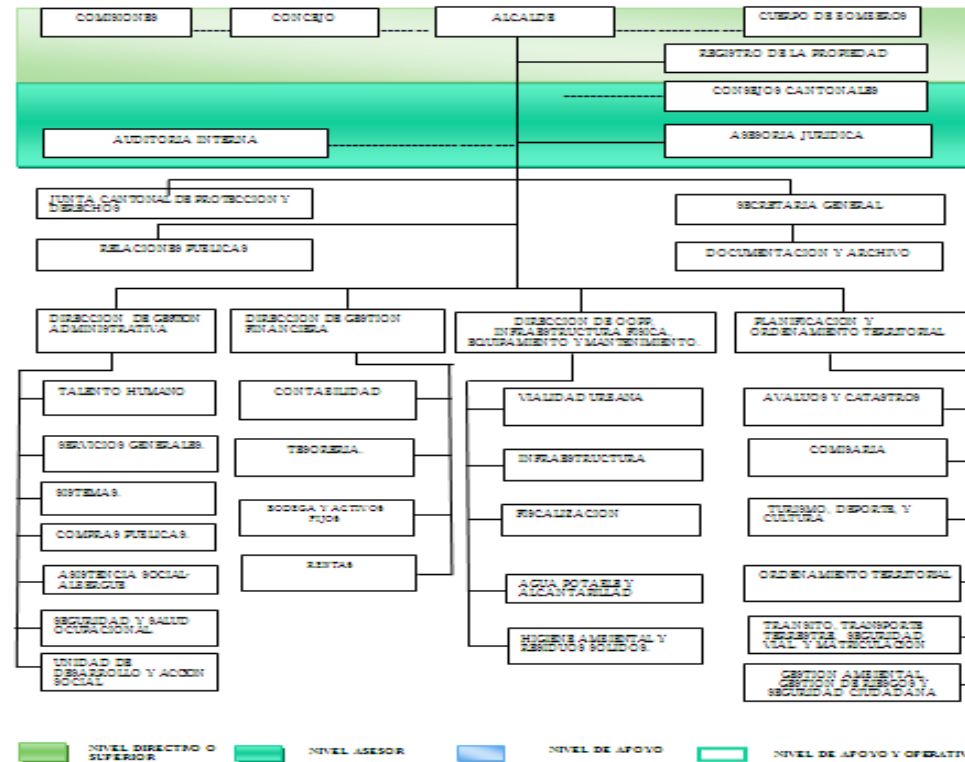 COMISIONES
CONCEJO
ALCALDE
CUERPO DE BOMBEROS
REGISTRO DE LA PROPIEDAD
CONSEJOS CANTONALES
AUDITORIA INTERNA
ASESORIA JURIDICA
JUNTA CANTONAL DE PROTECCION Y
DERECHOS
SECRETARIA GENERAL
RELACIONES PUBLICAS
DOCUMENTACION Y ARCHIVO
DIRECCION DE GESTION
ADMINISTRATIVA
DIRECCION DE GESTION
FINANCIERA
DIRECCION DE OOPP,
INFRAESTRUCTURA FISICA,
EQUIPAMIENTO Y MANTENIMIENTO.
PLANIFICACION Y
ORDENAMIENTO TERRITORIAL
TALENTO HUMANO
SERVICIOS GENERALES.
SISTEMAS.
COMPRAS PUBLICAS.
ASISTENCIA SOCIAL-
ALBERGUE
SEGURIDAD Y SALUD
OCUPACIONAL
UNIDAD DE
DESARROLLO Y ACCION
SOCIAL
CONTABILIDAD
TESORERIA.
BODEGA Y ACTIVOS
FIJOS
RENTAS
VIALIDAD URBANA
INFRAESTRUCTURA
FISCALIZACION
AGUA POTABLE Y
ALCANTARILLAD
HIGIENE AMBIENTAL Y
RESIDUOS SOLIDOS.
AVALUOS Y CATASTROS
COMISARIA
TURISMO, DEPORTE, Y
CULTURA
ORDENAMIENTO TERRITORIAL
TRANSITO, TRANSPORTE
TERRESTRE, SEGURIDAD
VIAL, Y MATRICULACION
GESTION AMBIENTAL,
GESTION DE RIESGOS Y
SEGURIDAD CIUDADANA
NIVEL DIRECTIVO O
SUPERIOR
NIVEL ASESOR
NIVEL DE APOYO
NIVEL DE APOYO Y OPERATIV